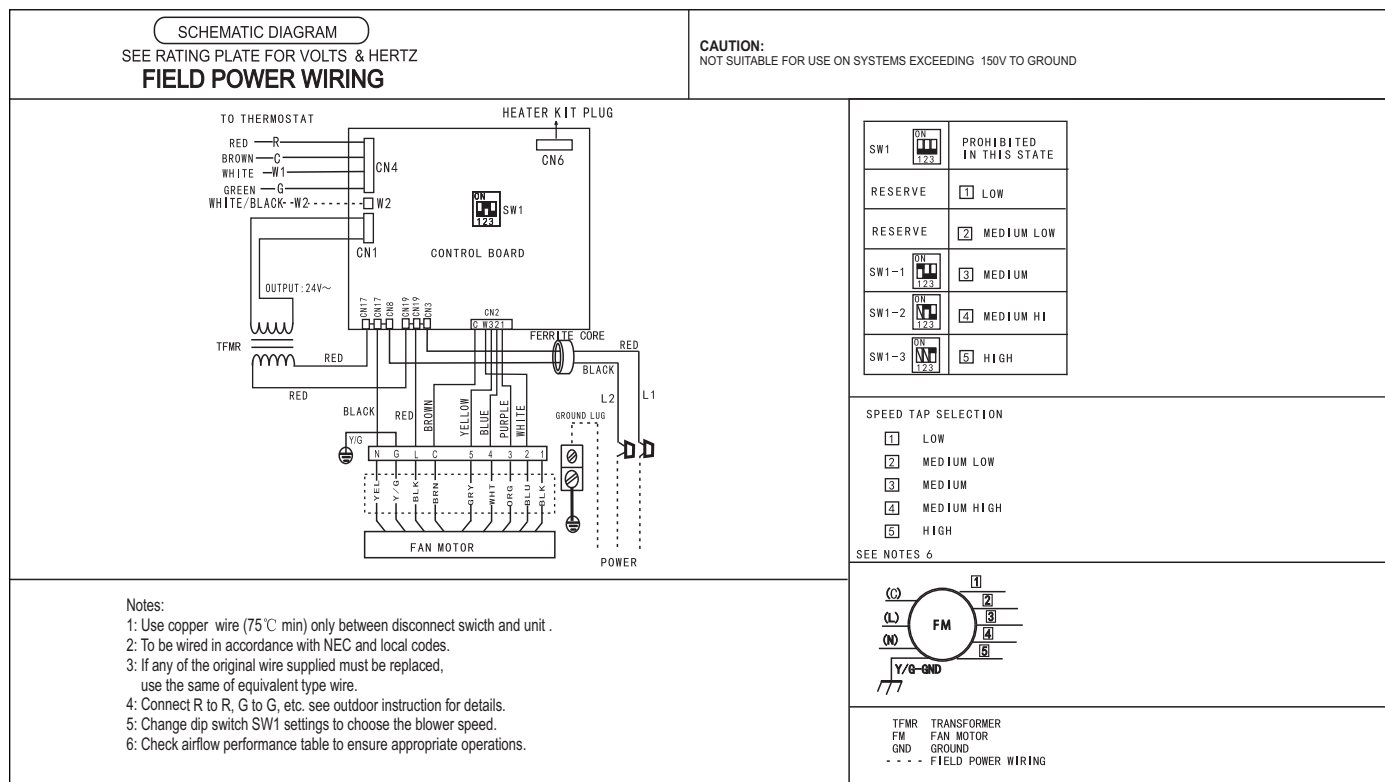 SCHEMATIC DIAGRAM
SEE RATING PLATE FOR VOLTS & HERTZ
FIELD POWER WIRING
CAUTION:
NOT SUITABLE FOR USE ON SYSTEMS EXCEEDING 150V TO GROUND
TO THERMOSTAT
HEATER KIT PLUG
RED R
BROWN C
WHITE W1
GREEN G
WHITE/BLACK W2
CN4
W2
CN1
CN6
ON
123
SW1
CONTROL BOARD
OUTPUT:24V~
CN17
CN17
CN8
CN19
CN19
CN3
CN2
C W321
FERRITE CORE
RED
BLACK
TFMR
RED
RED
L2
L1
BLACK
RED
BROWN
YELLOW
BLUE
PURPLE
WHITE
GROUND LUG
Y/G
N G L C 5 4 3 2 1
YEL
Y/G
BLK
BRN
GRY
WHT
ORG
BLU
BLK
FAN MOTOR
POWER
SW1 ON 123 PROHIBITED
IN THIS STATE
RESERVE 1 LOW
RESERVE 2 MEDIUM LOW
SW1-1 ON 123 3 MEDIUM
SW1-2 ON 123 4 MEDIUM HI
SW1-3 ON 123 5 HIGH
SPEED TAP SELECTION
1 LOW
2 MEDIUM LOW
3 MEDIUM
4 MEDIUM HIGH
5 HIGH
SEE NOTES 6
(C)
(L)
(N)
FM
1
2
3
4
5
Y/G-GND
TFMR TRANSFORMER
FM FAN MOTOR
GND GROUND
- - - - FIELD POWER WIRING
Notes:
1: Use copper wire (75℃ min) only between disconnect swicth and unit .
2: To be wired in accordance with NEC and local codes.
3: If any of the original wire supplied must be replaced,
use the same of equivalent type wire.
4: Connect R to R, G to G, etc. see outdoor instruction for details.
5: Change dip switch SW1 settings to choose the blower speed.
6: Check airflow performance table to ensure appropriate operations.